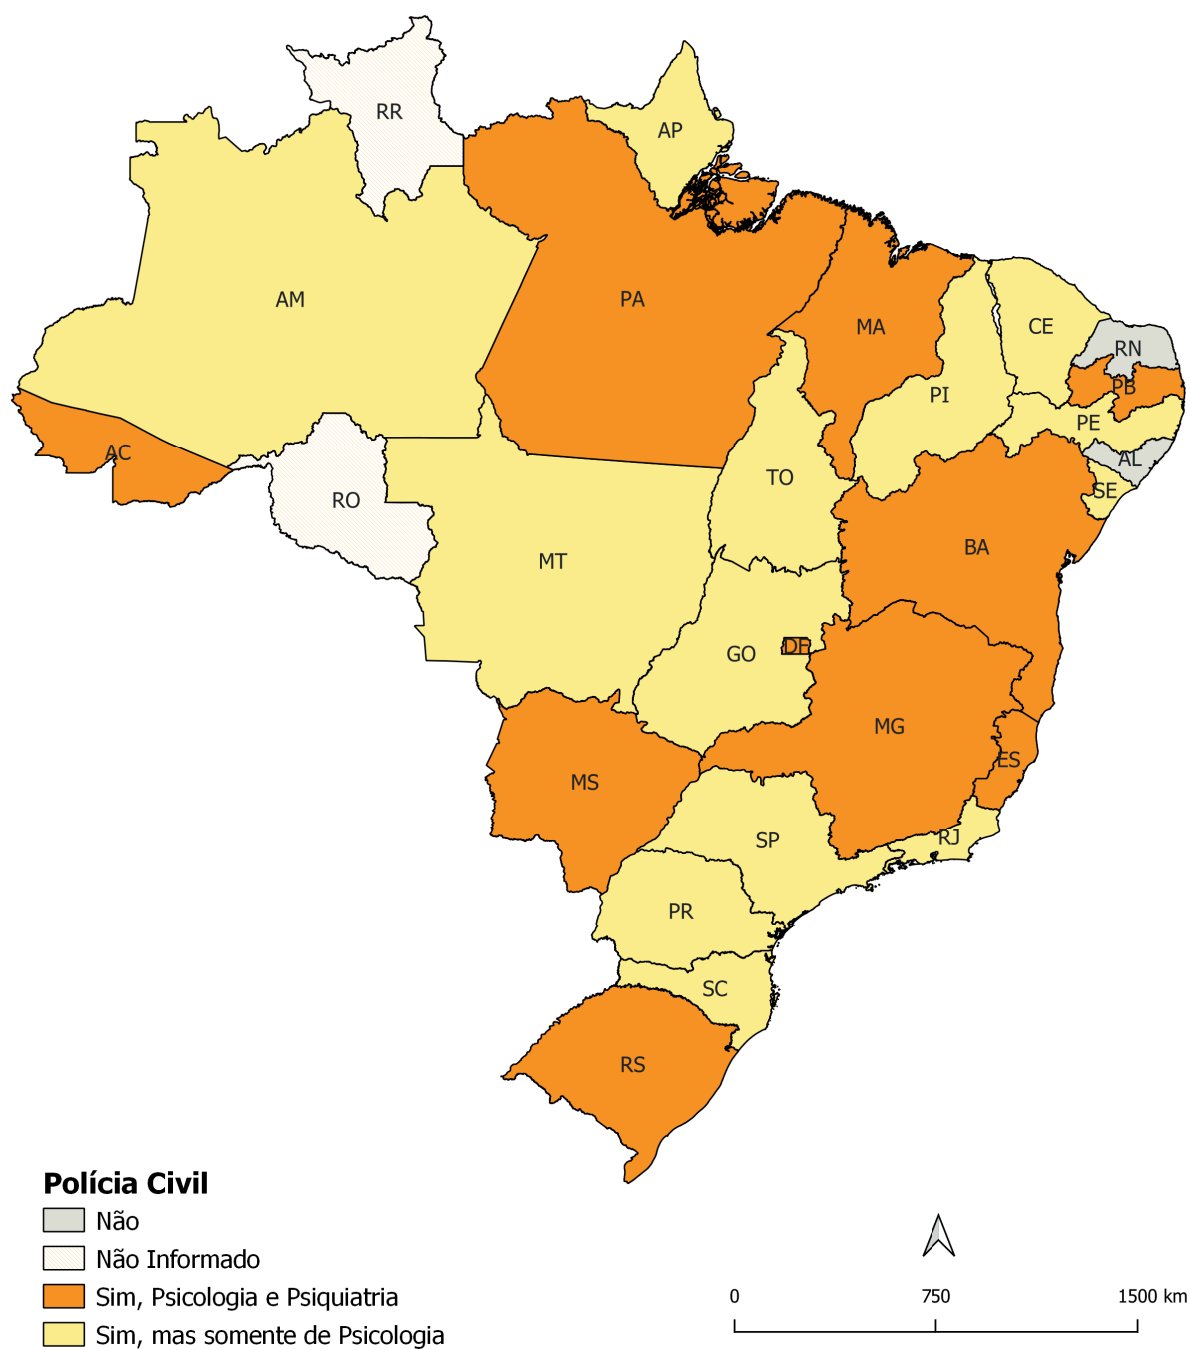 RR
AP
AM
PA
MA
CE
RN
PB
PI
PE
AL
SE
AC
TO
RO
BA
MT
GO
DF
MG
ES
MS
SP
RJ
PR
SC
RS
Polícia Civil
Não
Não Informado
Sim, Psicologia e Psiquiatria
Sim, mas somente de Psicologia
0 750 1500 km